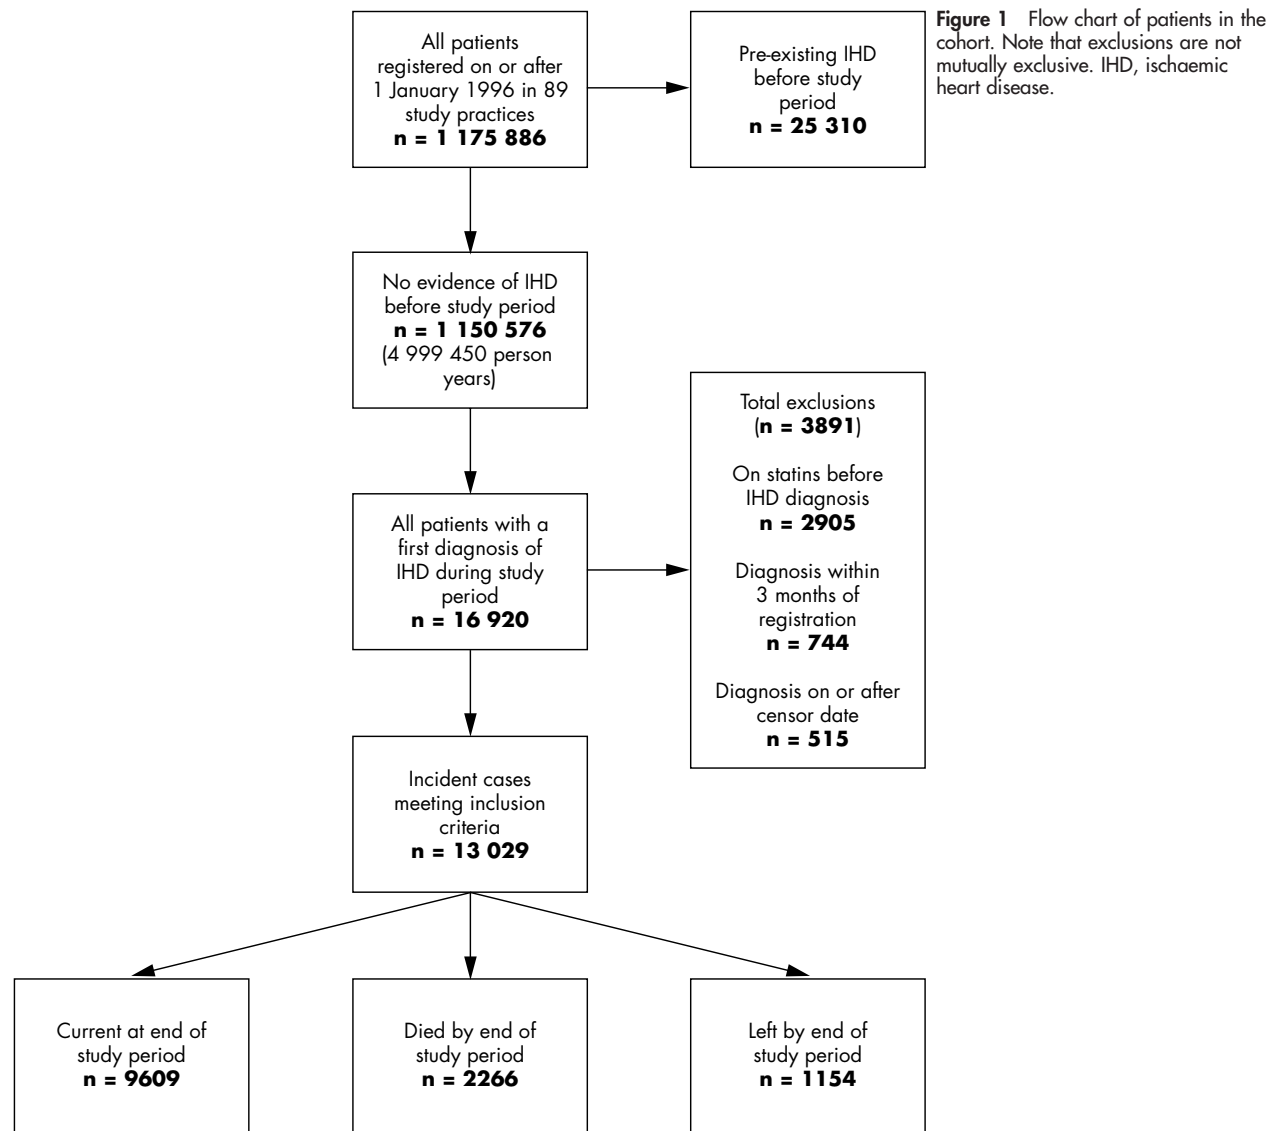 All patients
registered on or after
1 January 1996 in 89
study practices
n = 1 175 886
Pre-existing IHD
before study
period
n = 25 310
Figure 1 Flow chart of patients in the
cohort. Note that exclusions are not
mutually exclusive. IHD, ischaemic
heart disease.
No evidence of IHD
before study period
n = 1 150 576
(4 999 450 person
years)
Total exclusions
(n = 3891)
On statins before
IHD diagnosis
n = 2905
Diagnosis within
3 months of
registration
n = 744
Diagnosis on or after
censor date
n = 515
All patients with a
first diagnosis of
IHD during study
period
n = 16 920
Incident cases
meeting inclusion
criteria
n = 13 029
Current at end of
study period
n = 9609
Died by end of
study period
n = 2266
Left by end of
study period
n = 1154